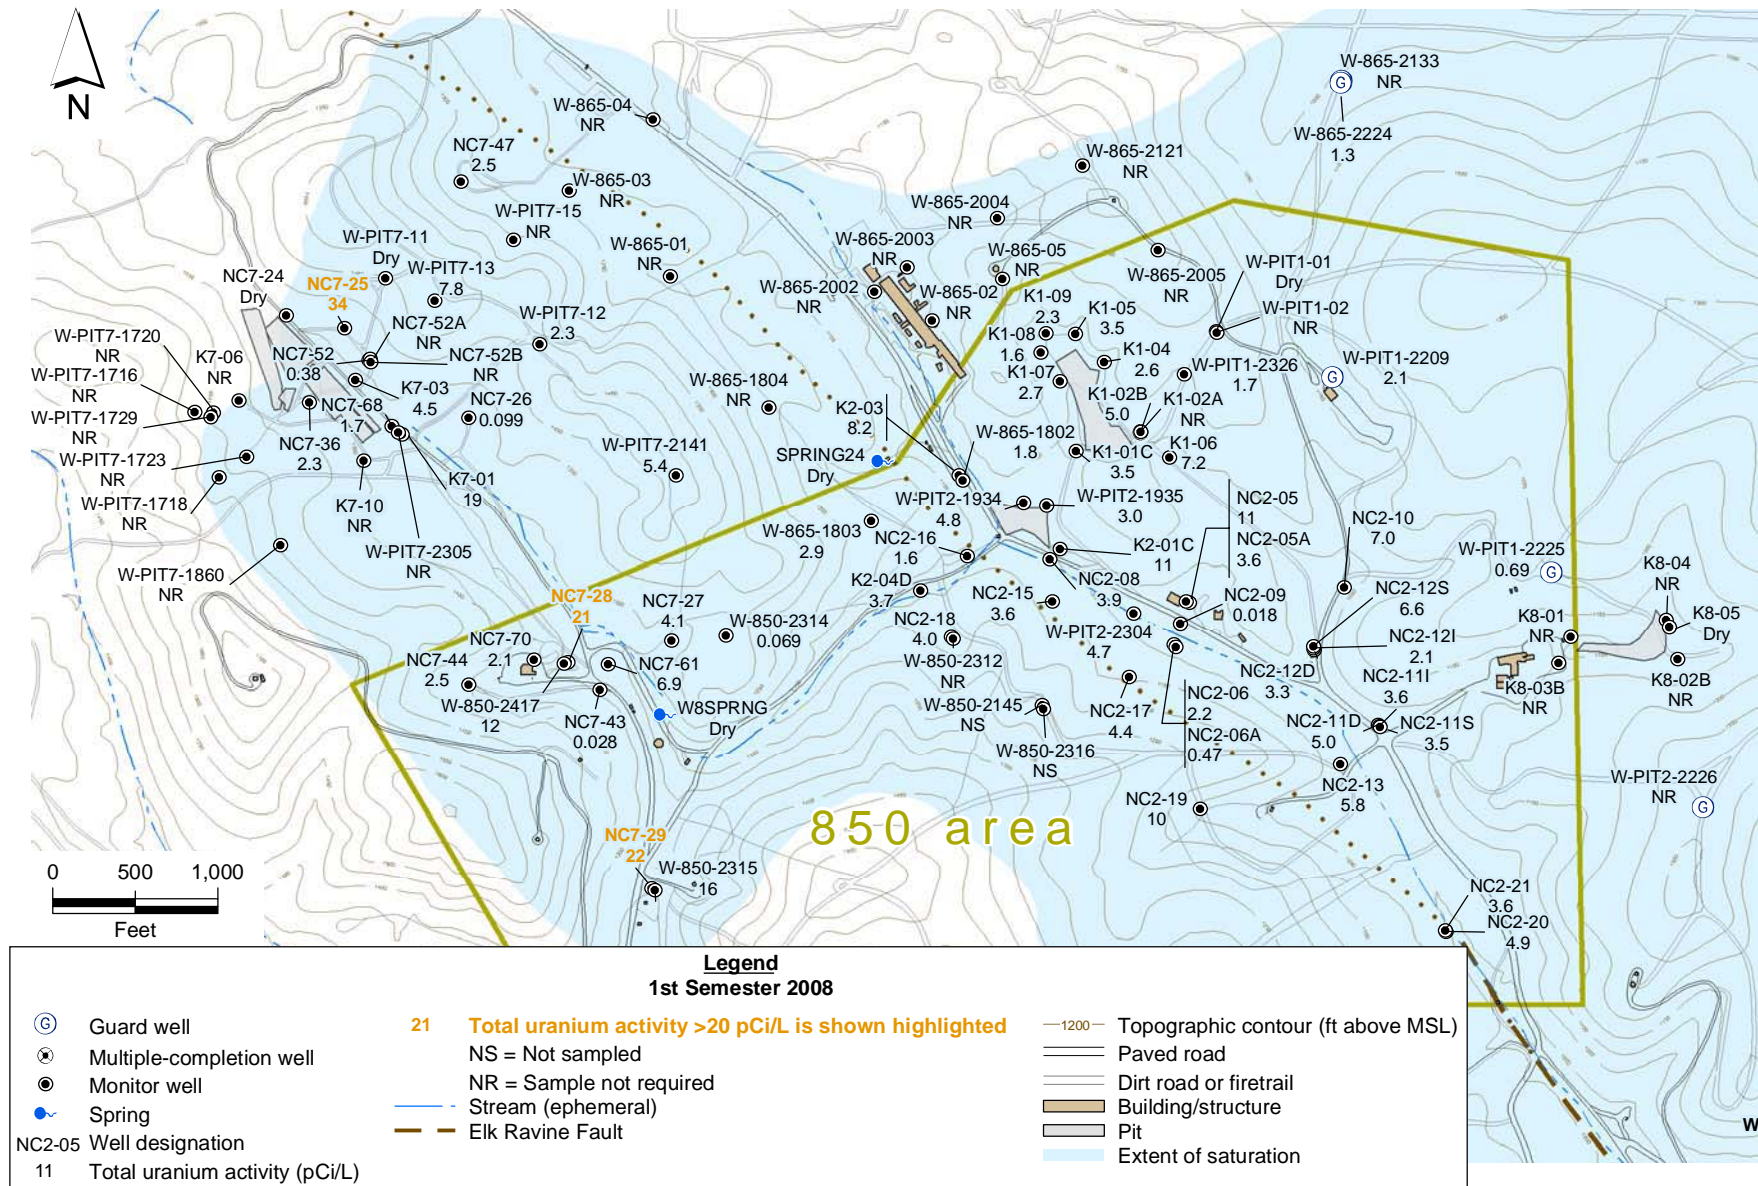 N
W-865-2133
NR
W-865-2224
1.3
W-865-04
NR
NC7-47
2.5
W-865-03
NR
W-865-2121
NR
W-PIT7-15
NR
W-865-2004
NR
W-PIT7-11
Dry
W-865-01
NR
W-865-2003
NR
W-865-05
NR
W-865-2005
NR
W-PIT1-01
Dry
NC7-24
Dry
NC7-25
34
W-PIT7-13
7.8
W-865-2002
NR
W-865-02
NR
K1-09
2.3
K1-05
3.5
W-PIT1-02
NR
W-PIT7-12
2.3
NC7-52A
NR
W-PIT7-1720
NR
K7-06
NR
NC7-52
0.38
NC7-52B
NR
K1-08
1.6
K1-04
2.6
W-PIT1-2326
1.7
W-PIT1-2209
2.1
W-PIT7-1716
NR
K7-03
4.5
NC7-26
0.099
W-865-1804
NR
K1-07
2.7
K1-02B
5.0
K1-02A
NR
W-PIT7-1729
NR
NC7-68
1.7
K2-03
8.2
W-865-1802
1.8
K1-01C
3.5
K1-06
7.2
NC7-36
2.3
W-PIT7-1723
NR
W-PIT7-2141
5.4
SPRING24
Dry
K7-01
19
W-PIT7-1718
NR
K7-10
NR
W-PIT2-1934
4.8
W-PIT2-1935
3.0
NC2-05
11
NC2-05A
3.6
NC2-10
7.0
W-865-1803
2.9
NC2-16
1.6
K2-01C
11
W-PIT7-2305
NR
W-PIT7-1860
NR
W-PIT1-2225
0.69
K8-04
NR
K2-04D
3.7
NC2-08
3.9
NC2-15
3.6
NC2-09
0.018
NC2-12S
6.6
NC7-28
21
NC7-27
4.1
W-850-2314
0.069
NC2-18
4.0
W-PIT2-2304
4.7
K8-01
NR
K8-05
Dry
NC2-12I
2.1
NC7-70
2.1
NC7-44
2.5
NC7-61
6.9
W-850-2312
NR
NC2-12D
3.3
NC2-11I
3.6
K8-03B
NR
K8-02B
NR
W-850-2417
12
NC7-43
0.028
W8SPRNG
Dry
W-850-2145
NS
NC2-17
4.4
NC2-06
2.2
NC2-06A
0.47
NC2-11D
5.0
NC2-11S
3.5
W-850-2316
NS
W-PIT2-2226
NR
NC2-13
5.8
NC2-19
10
850 area
NC7-29
22
W-850-2315
16
NC2-21
3.6
NC2-20
4.9
0 500 1,000
Feet
Legend
1st Semester 2008
G Guard well
Multiple-completion well
Monitor well
Spring
NC2-05 Well designation
11 Total uranium activity (pCi/L)
21 Total uranium activity >20 pCi/L is shown highlighted
NS = Not sampled
NR = Sample not required
Stream (ephemeral)
Elk Ravine Fault
1200 Topographic contour (ft above MSL)
Paved road
Dirt road or firetrail
Building/structure
Pit
Extent of saturation
W